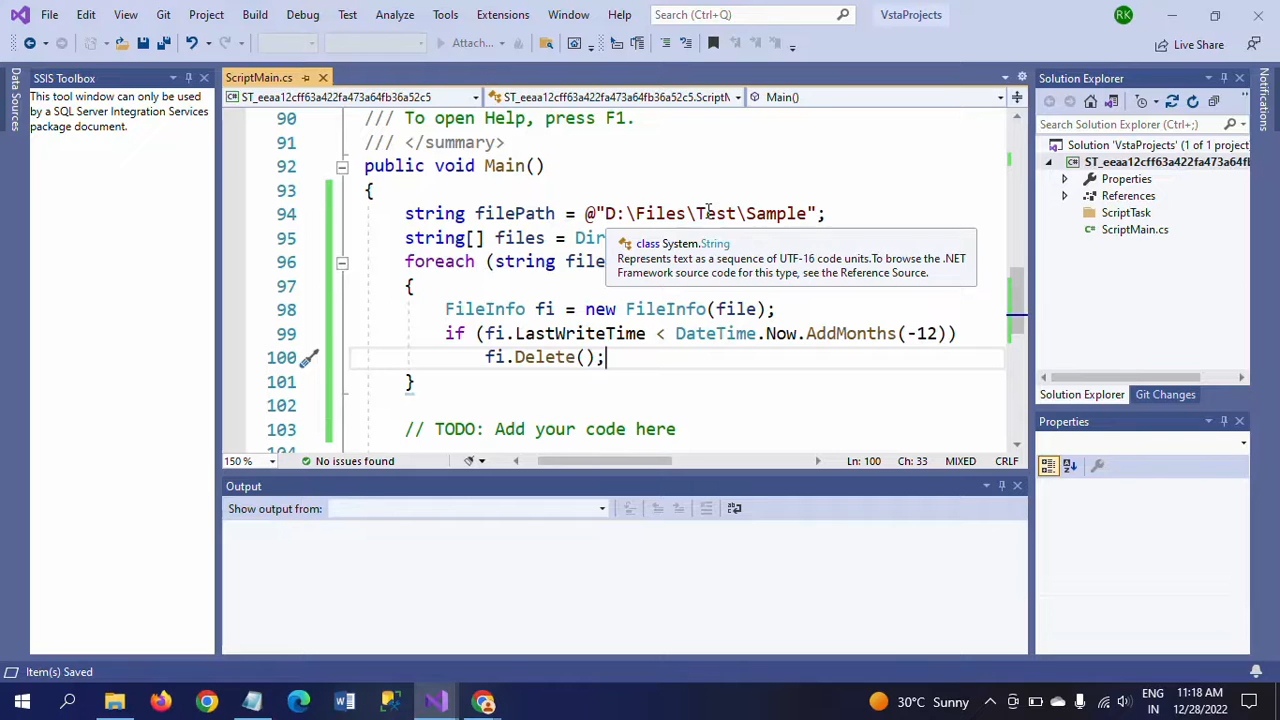 File Edit View Git Project Build Debug Test Analyze Tools Extensions Window Help Search (Ctrl+Q) VstaProjects RK
Attach... Live Share
Data Sources
SSIS Toolbox
This tool window can only be used
by a SQL Server Integration Services
package document.
ScriptMain.cs
ST_eeaa12cff63a422fa473a64fb36a52c5 ST_eeaa12cff63a422fa473a64fb36a52c5.ScriptM Main()
90 /// To open Help, press F1.
91 /// </summary>
92 public void Main()
93 {
94 string filePath = @"D:\Files\Test\Sample";
95 string[] files = Dir
96 foreach (string file
class System.String
Represents text as a sequence of UTF-16 code units.To browse the .NET
Framework source code for this type, see the Reference Source.
97 {
98 FileInfo fi = new FileInfo(file);
99 if (fi.LastWriteTime < DateTime.Now.AddMonths(-12))
100 fi.Delete();
101 }
102
103 // TODO: Add your code here
150 % No issues found Ln: 100 Ch: 33 MIXED CRLF
Output
Show output from:
Solution Explorer
Search Solution Explorer (Ctrl+;)
Solution 'VstaProjects' (1 of 1 project
ST_eeaa12cff63a422fa473a64fb
Properties
References
ScriptTask
ScriptMain.cs
Solution Explorer Git Changes
Properties
Item(s) Saved
30°C Sunny
ENG
IN
11:18 AM
12/28/2022